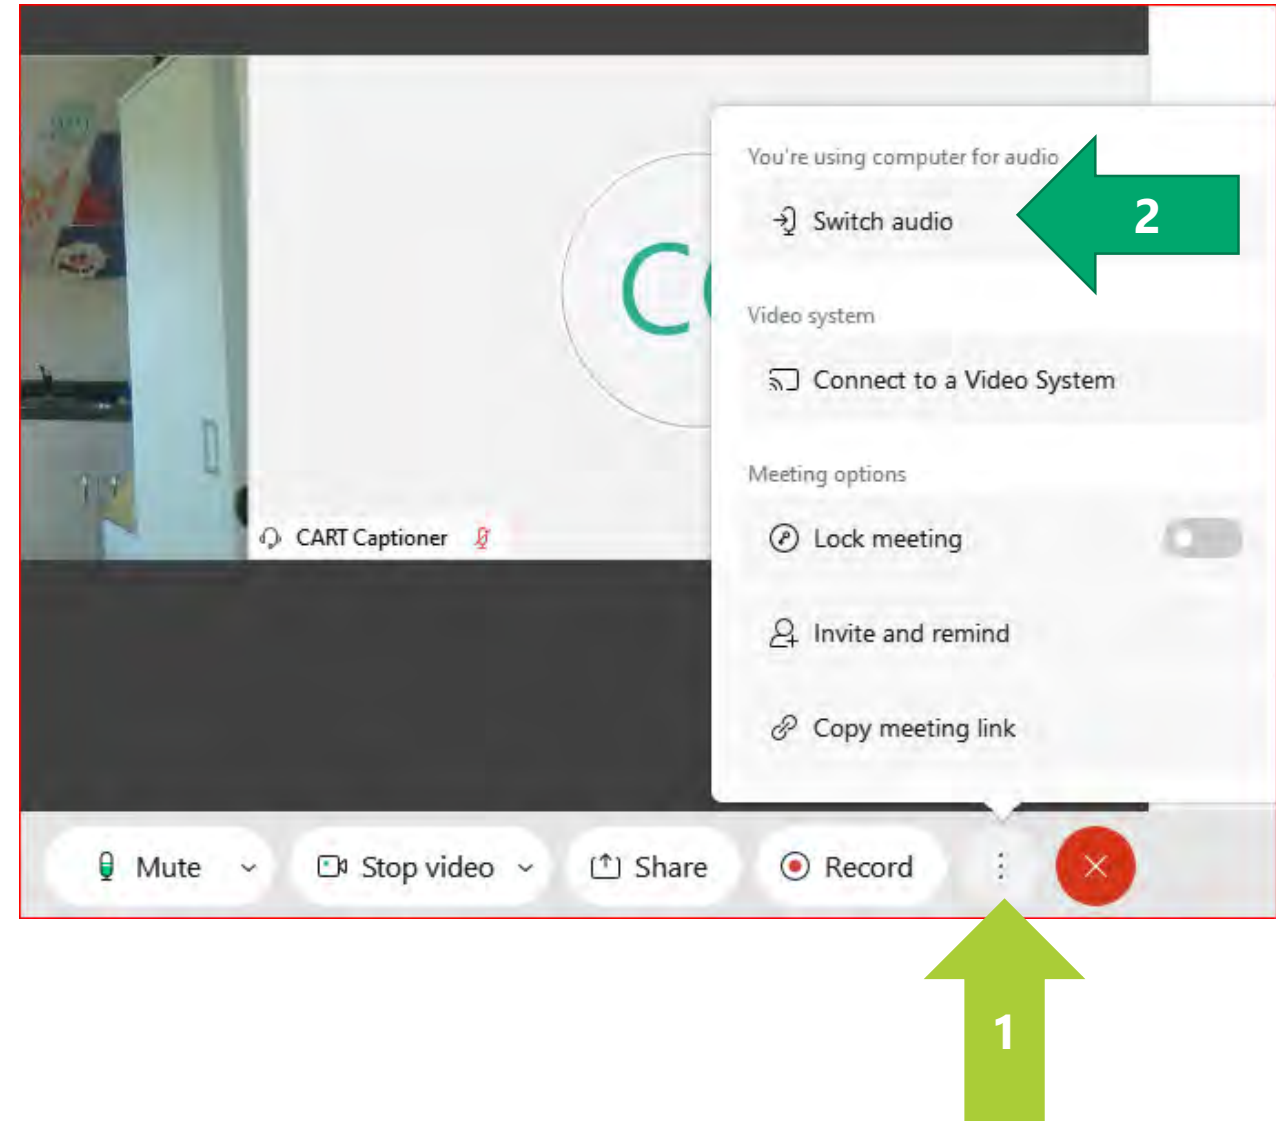 You're using computer for audio
Switch audio
2
Video system
Connect to a Video System
Meeting options
Lock meeting
Invite and remind
Copy meeting link
C
CART Captioner
Mute
Stop video
Share
Record
1